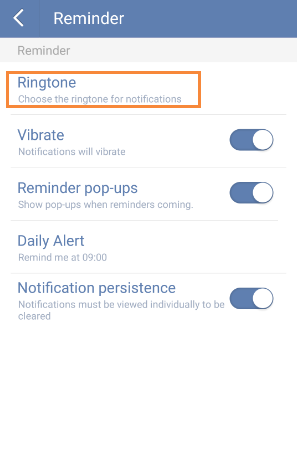 Reminder
Reminder
Ringtone
Choose the ringtone for notifications
Vibrate
Notifications will vibrate
Reminder pop-ups
Show pop-ups when reminders coming.
Daily Alert
Remind me at 09:00
Notification persistence
Notifications must be viewed individually to be
cleared